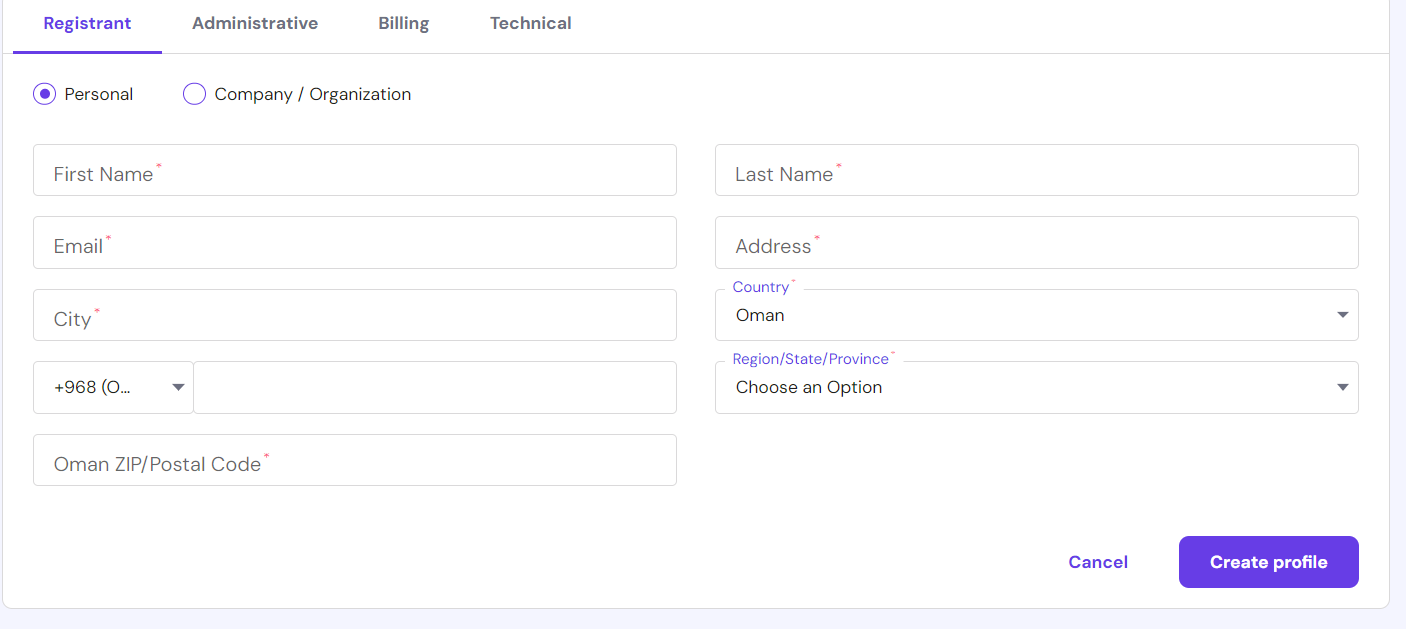 Registrant Administrative Billing Technical
Personal Company / Organization
First Name* Last Name*
Email* Address*
Country*
City* Oman
Region/State/Province*
+968 (O... Choose an Option
Oman ZIP/Postal Code*
Cancel Create profile